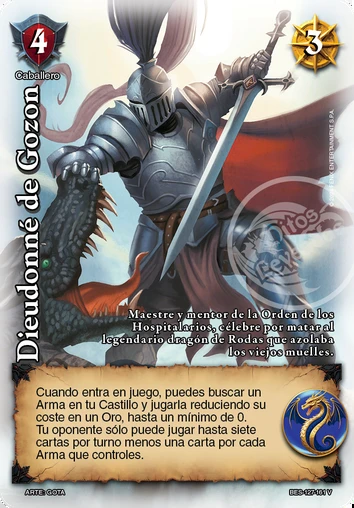 4
Caballero
3
Dieudonné de Gozon
Maestre y mentor de la Orden de los
Hospitalarios, célebre por matar al
legendario dragón de Rodas que azolaba
los viejos muelles.
Cuando entra en juego, puedes buscar un
Arma en tu Castillo y jugarla reduciendo su
coste en un Oro, hasta un mínimo de 0.
Tu oponente sólo puede jugar hasta siete
cartas por turno menos una carta por cada
Arma que controles.
ARTE: GOTA
BES-127-161 V
ENTERTAINMENT S.P.A.